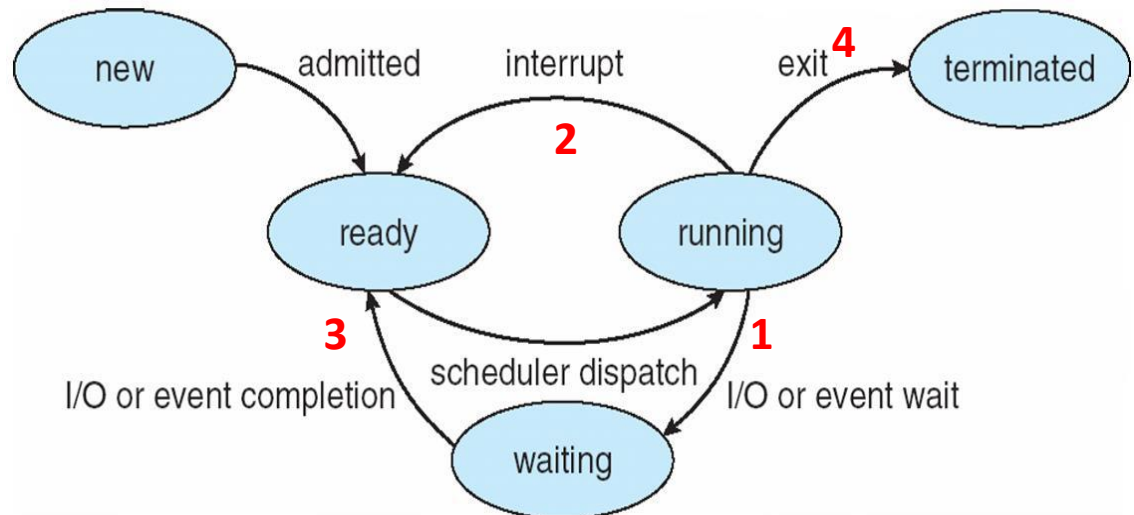 new
admitted
interrupt
exit
4
terminated
2
ready
running
3
1
scheduler dispatch
I/O or event completion
I/O or event wait
waiting